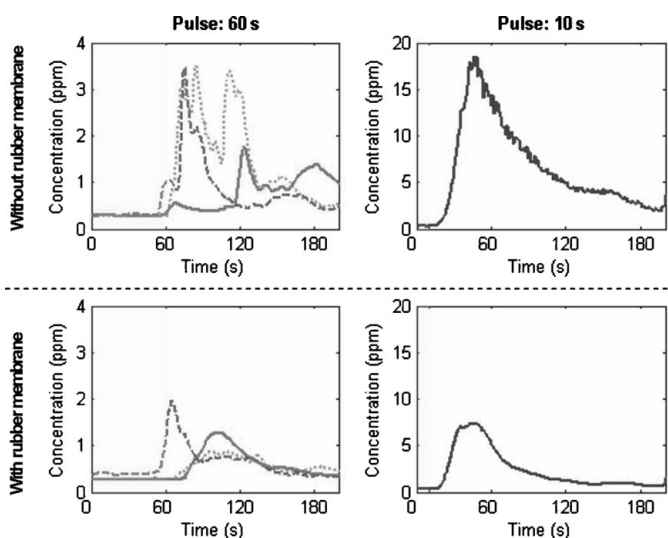 Pulse: 60 s
Pulse: 10 s
Without rubber membrane
Concentration (ppm)
4
3
2
1
0
0 60 120 180
Time (s)
Concentration (ppm)
20
15
10
5
0
0 60 120 180
Time (s)
With rubber membrane
Concentration (ppm)
4
3
2
1
0
0 60 120 180
Time (s)
Concentration (ppm)
20
15
10
5
0
0 60 120 180
Time (s)